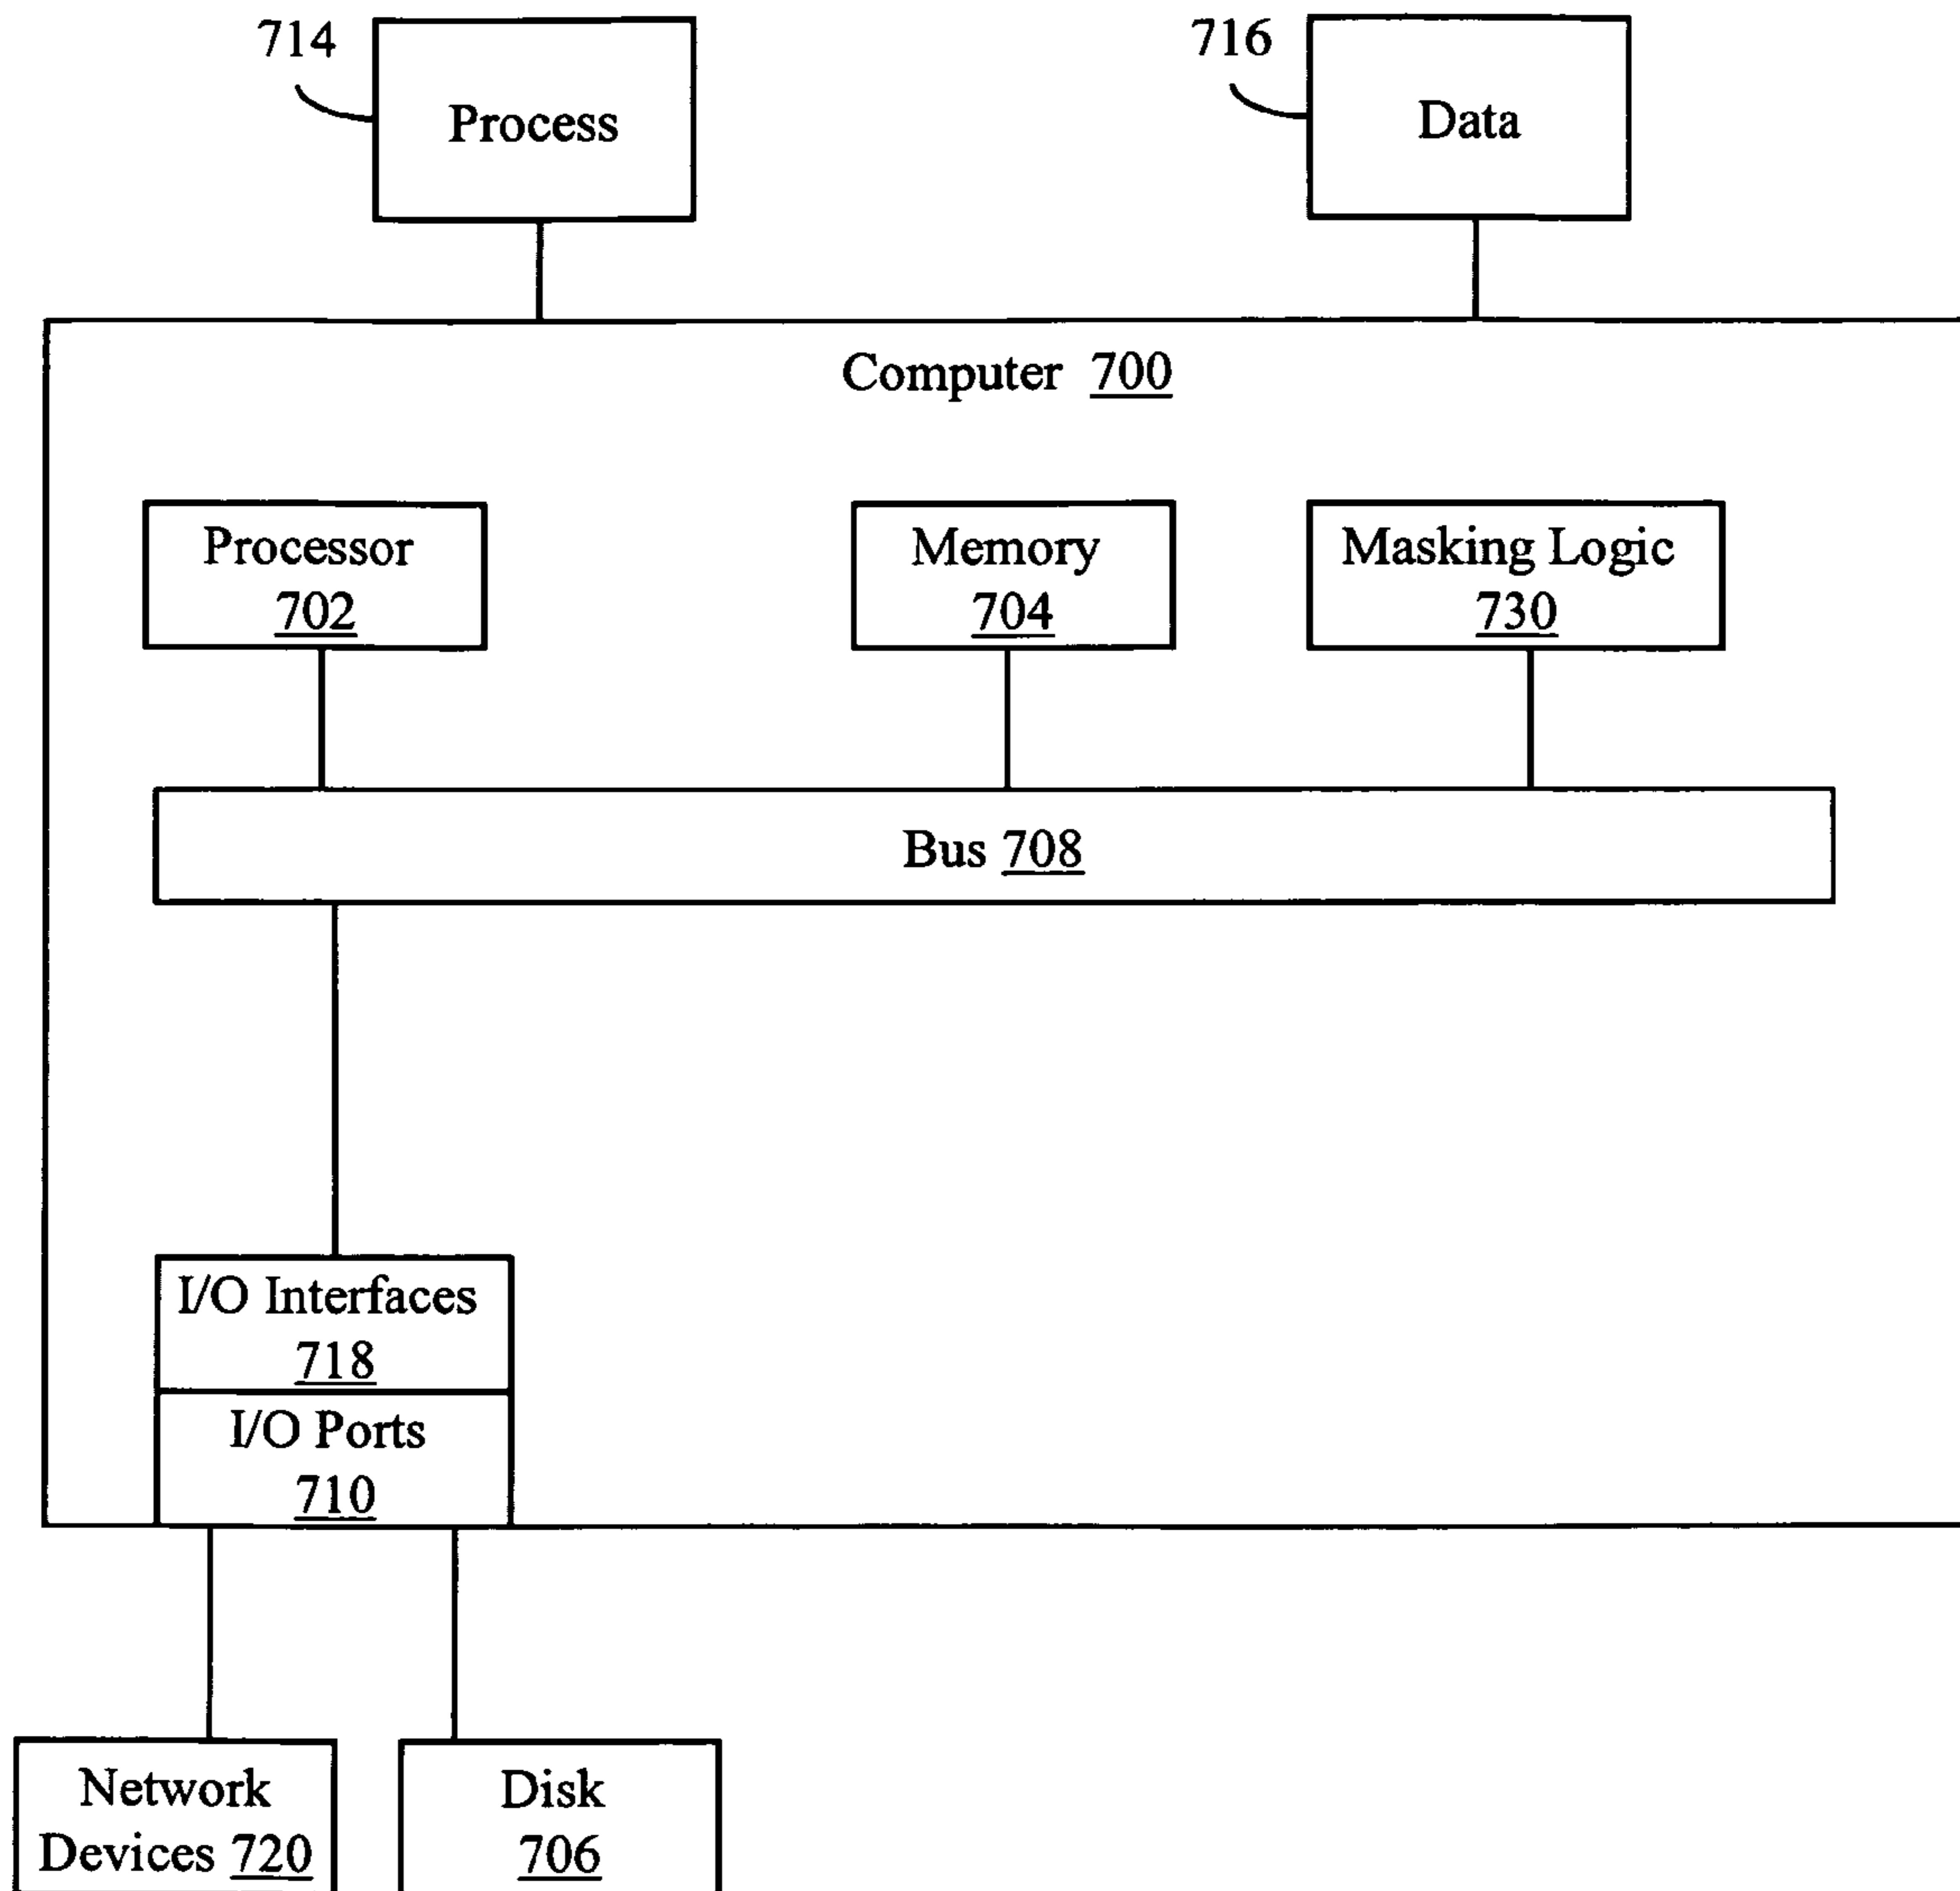 714
Process
716
Data
Computer 700
Processor
702
Memory
704
Masking Logic
730
Bus 708
I/O Interfaces
718
I/O Ports
710
Network
Devices 720
Disk
706